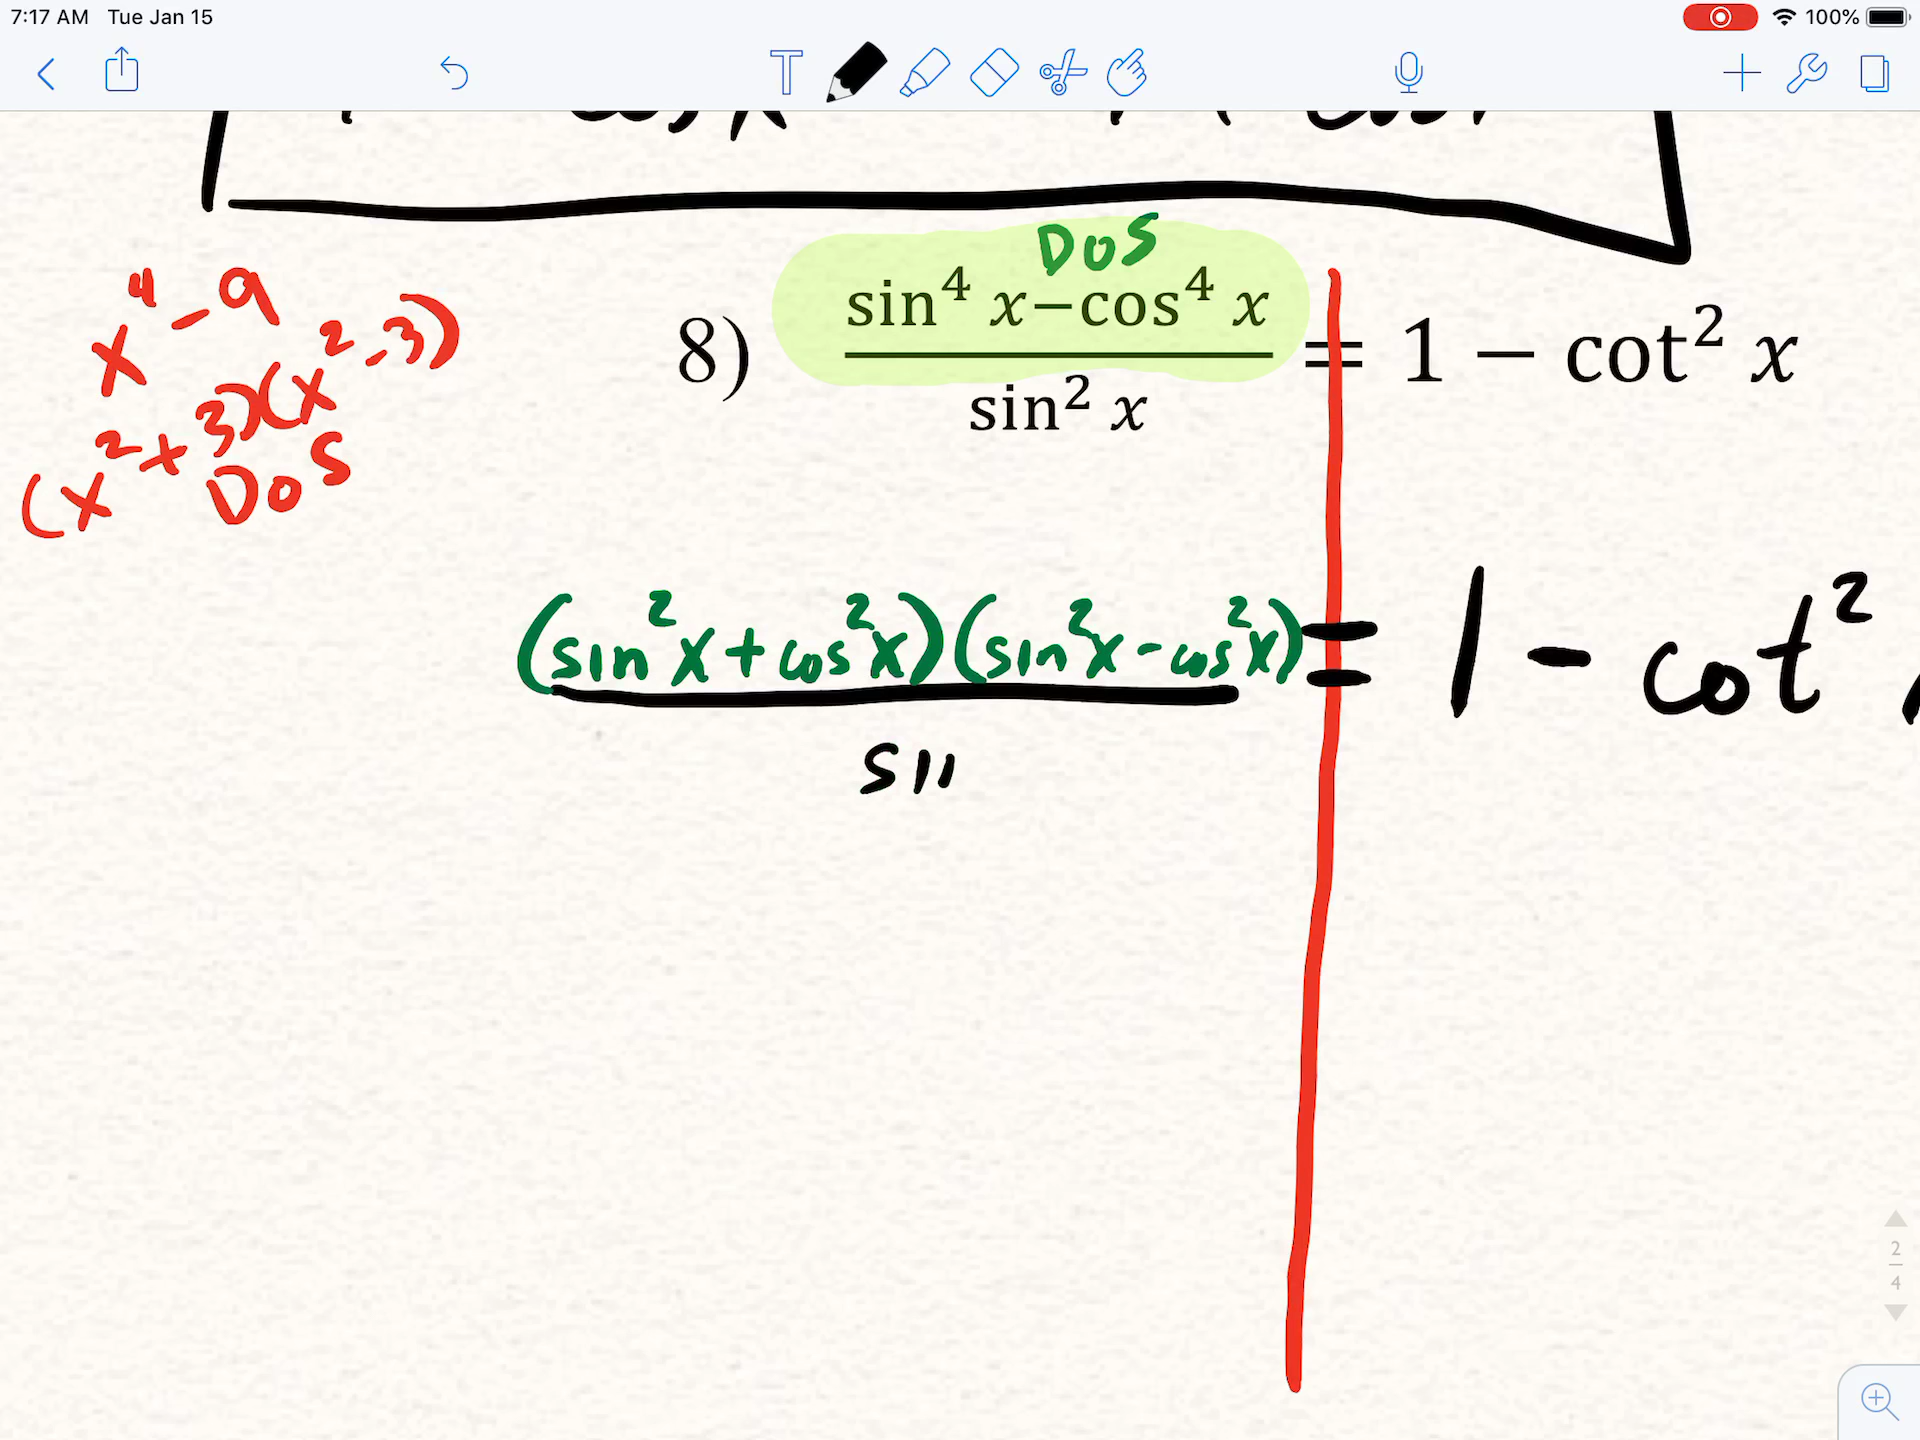 7:17 AM Tue Jan 15 100%
T
DOS
x⁴ - 9
(x² + 3)(x² - 3)
DOS
8) sin⁴ x−cos⁴ x / sin² x = 1 − cot² x
(sin²x + cos²x)(sin²x - cos²x) = 1 - cot²
sii
2
4